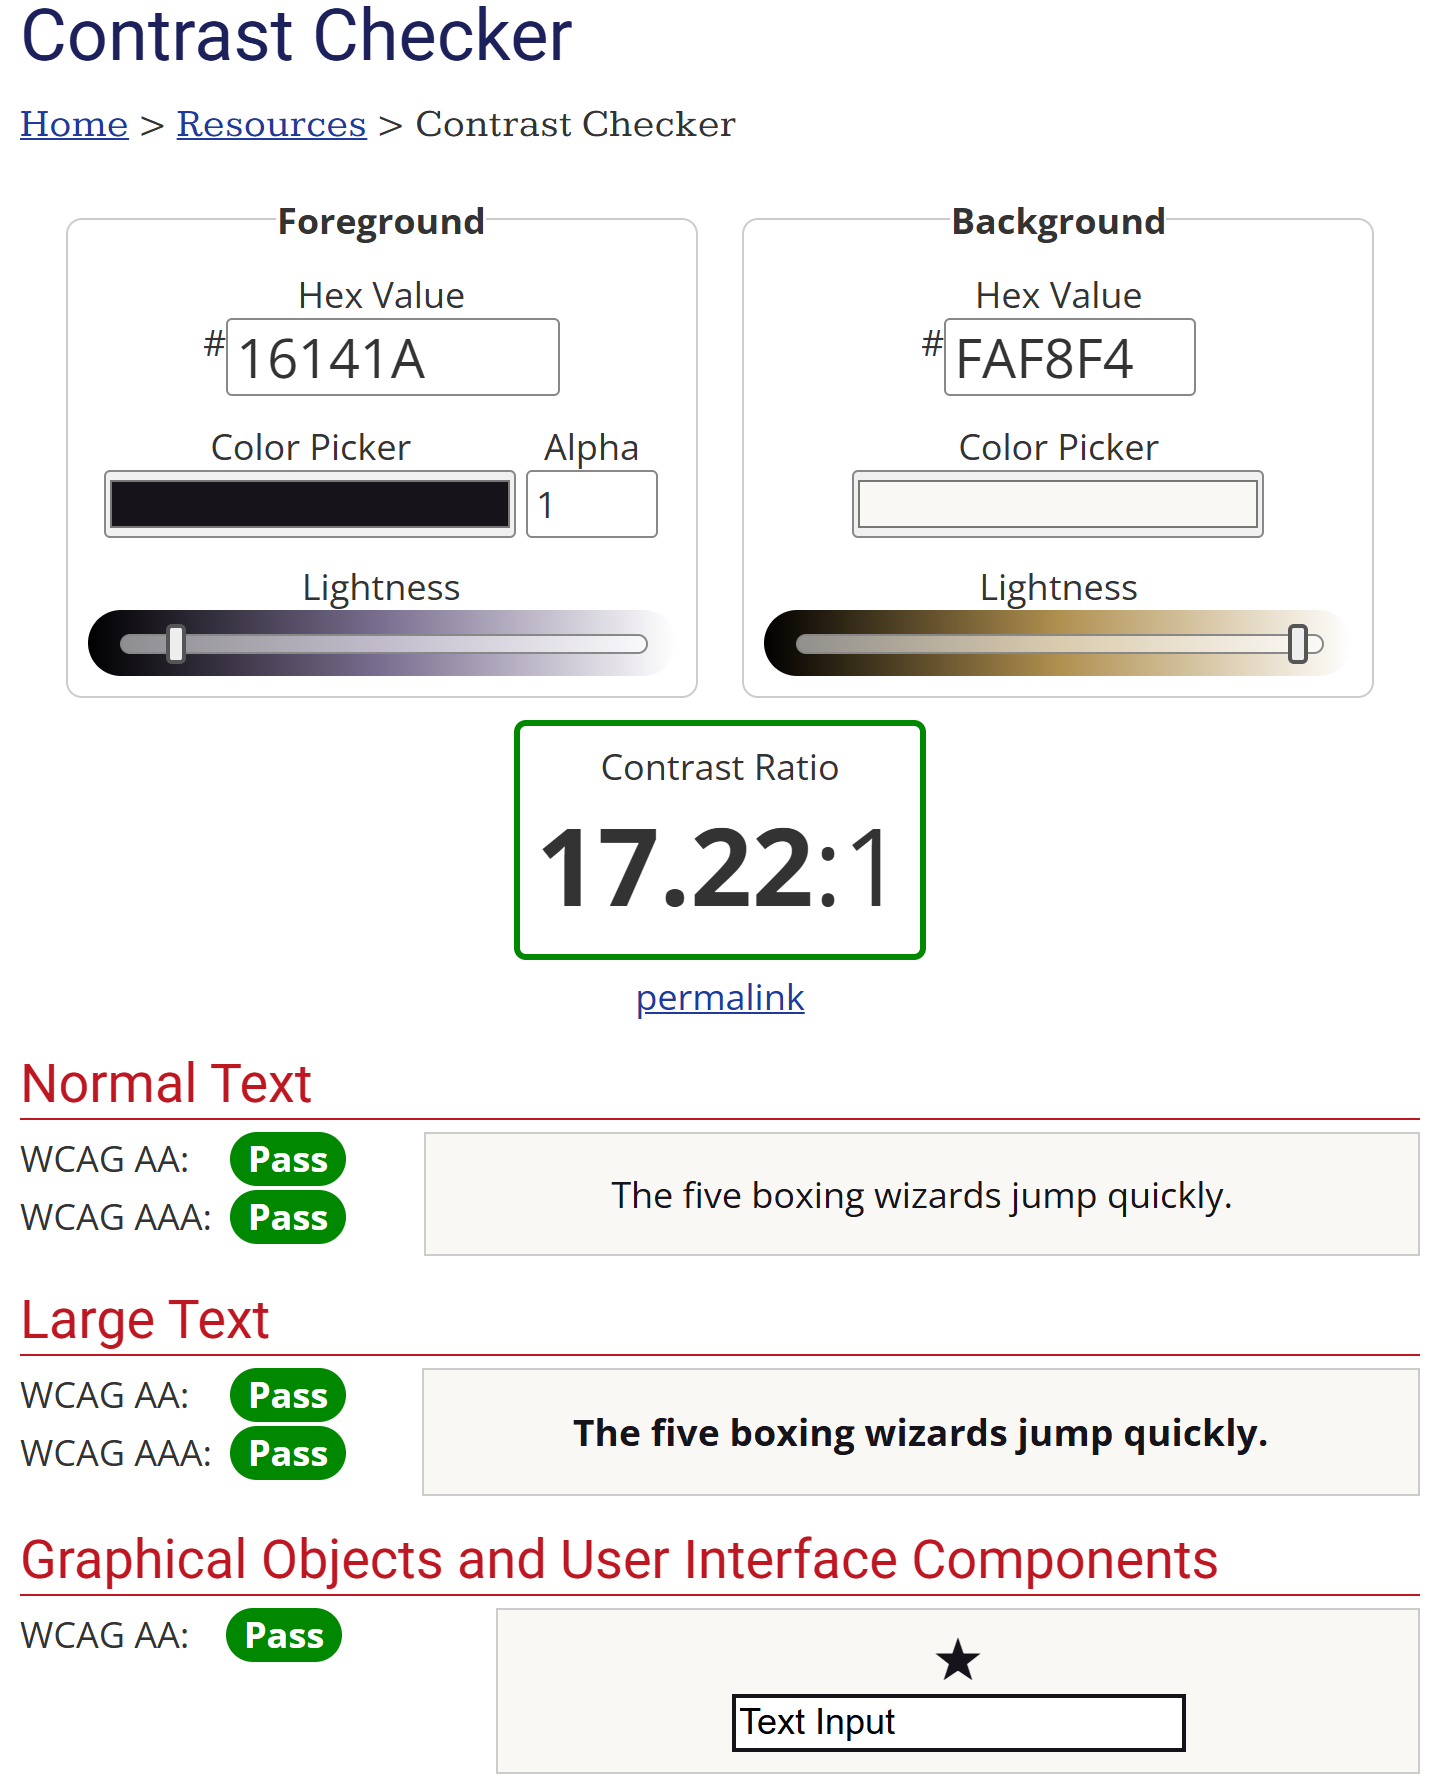 Contrast Checker
Home > Resources > Contrast Checker
Foreground
Hex Value
#16141A
Color Picker Alpha
1
Lightness
Background
Hex Value
#FAF8F4
Color Picker
Lightness
Contrast Ratio
17.22:1
permalink
Normal Text
WCAG AA: Pass
WCAG AAA: Pass
The five boxing wizards jump quickly.
Large Text
WCAG AA: Pass
WCAG AAA: Pass
The five boxing wizards jump quickly.
Graphical Objects and User Interface Components
WCAG AA: Pass
Text Input